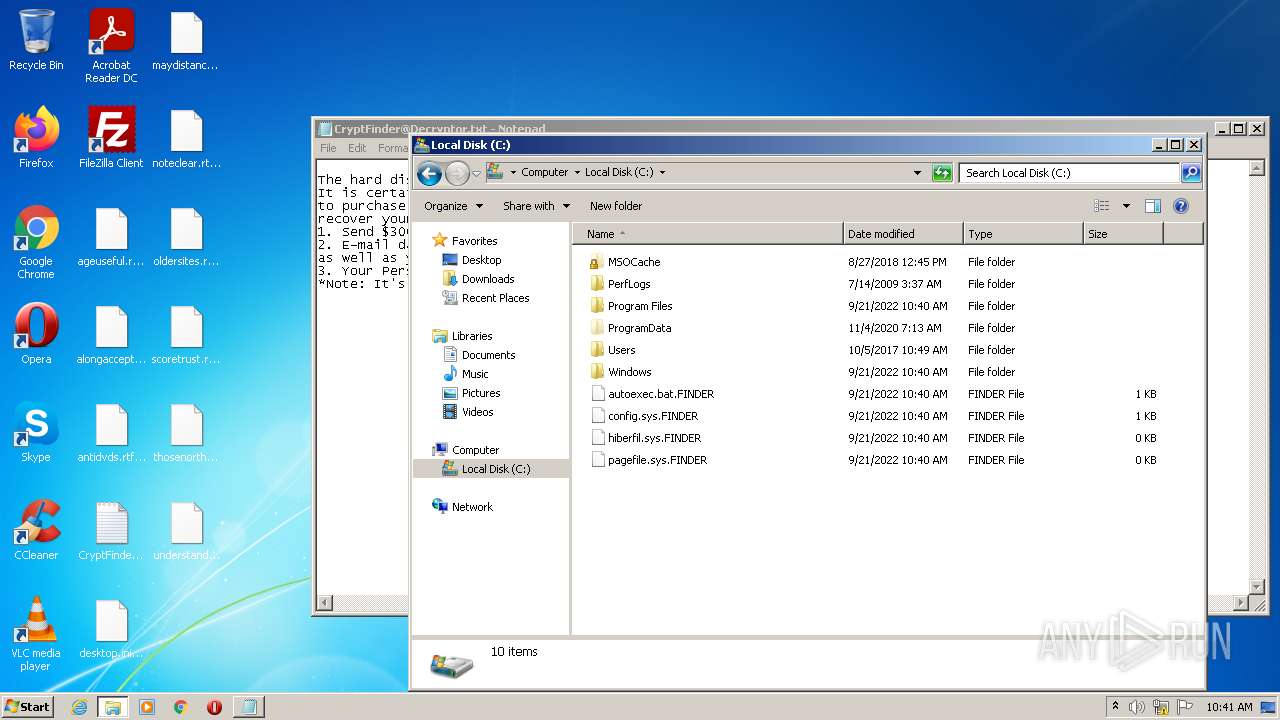 Recycle Bin
Acrobat
Reader DC
maydistanc...
Firefox
FileZilla Client
noteclear.rt...
Google
Chrome
ageuseful.r...
oldersites.r...
Opera
alongaccept...
scoretrust.r...
Skype
antidvds.rtf...
thosenorth...
CCleaner
CryptFinde...
understand...
VLC media
player
desktop.ini...
CryptFinder@Decryptor.txt - Notepad
File Edit Forma
The hard dis
It is certai
to purchase
recover your
1. Send $300
2. E-mail da
as well as y
3. Your Pers
*Note: It's
Local Disk (C:)
Computer Local Disk (C:)
Search Local Disk (C:)
Organize Share with New folder
Favorites
Desktop
Downloads
Recent Places
Libraries
Documents
Music
Pictures
Videos
Computer
Local Disk (C:)
Network
Name Date modified Type Size
MSOCache 8/27/2018 12:45 PM File folder
PerfLogs 7/14/2009 3:37 AM File folder
Program Files 9/21/2022 10:40 AM File folder
ProgramData 11/4/2020 7:13 AM File folder
Users 10/5/2017 10:49 AM File folder
Windows 9/21/2022 10:40 AM File folder
autoexec.bat.FINDER 9/21/2022 10:40 AM FINDER File 1 KB
config.sys.FINDER 9/21/2022 10:40 AM FINDER File 1 KB
hiberfil.sys.FINDER 9/21/2022 10:40 AM FINDER File KB
pagefile.sys.FINDER 9/21/2022 10:40 AM FINDER File 0 KB
10 items
ANY RUN
Start
10:41 AM